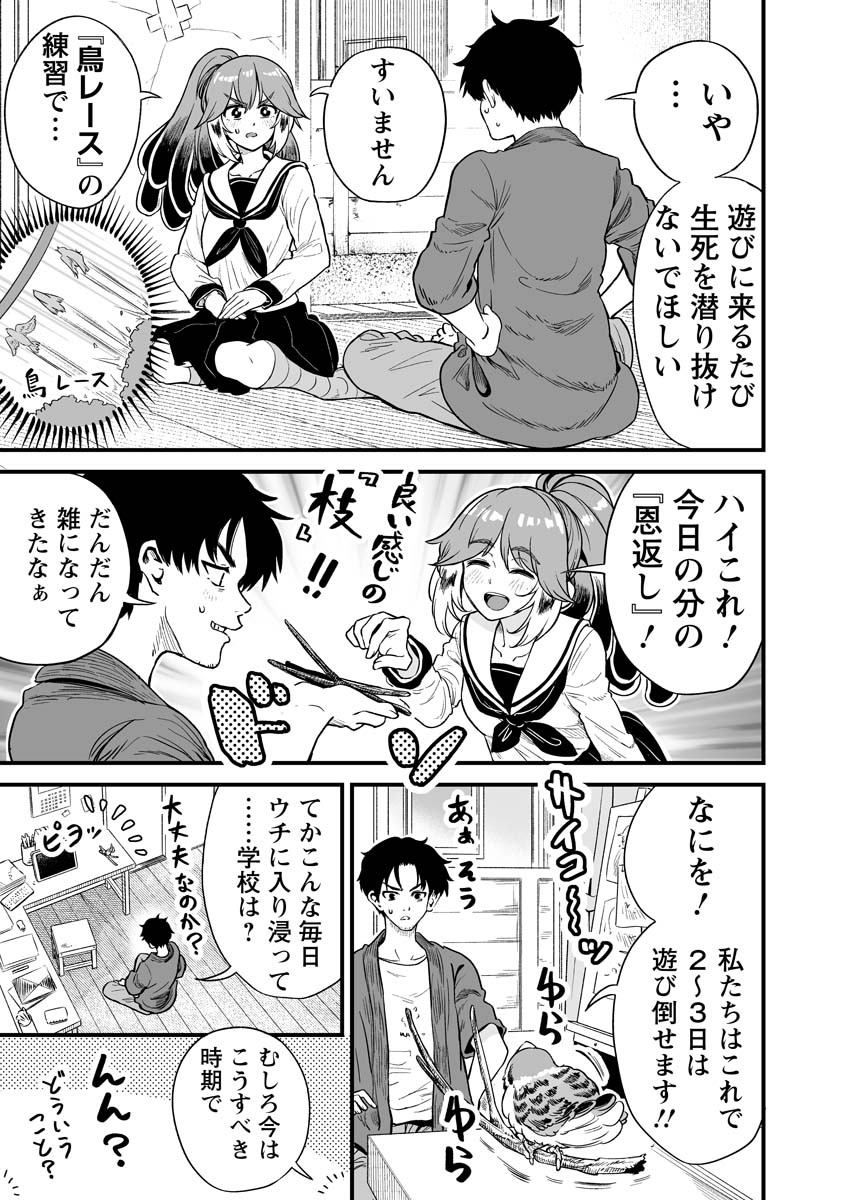 いや
…
遊びに来るたび
生死を潜り抜け
ないでほしい
すいません
『鳥レース』の
練習で…
鳥レース
ハイこれ！
今日の分の
『恩返し』！
良い感じの
『枝』!!
だんだん
雑になって
きたなぁ
バーン
なにを！
私たちはこれで
2〜3日は
遊び倒せます!!
サイコ〜〜ッ
あぁそう
ゆら
ゆら
てかこんな毎日
ウチに入り浸って
……学校は？
大丈夫なのか？
ピヨッ
むしろ今は
こうすべき
時期で
んん？
どういう
こと？